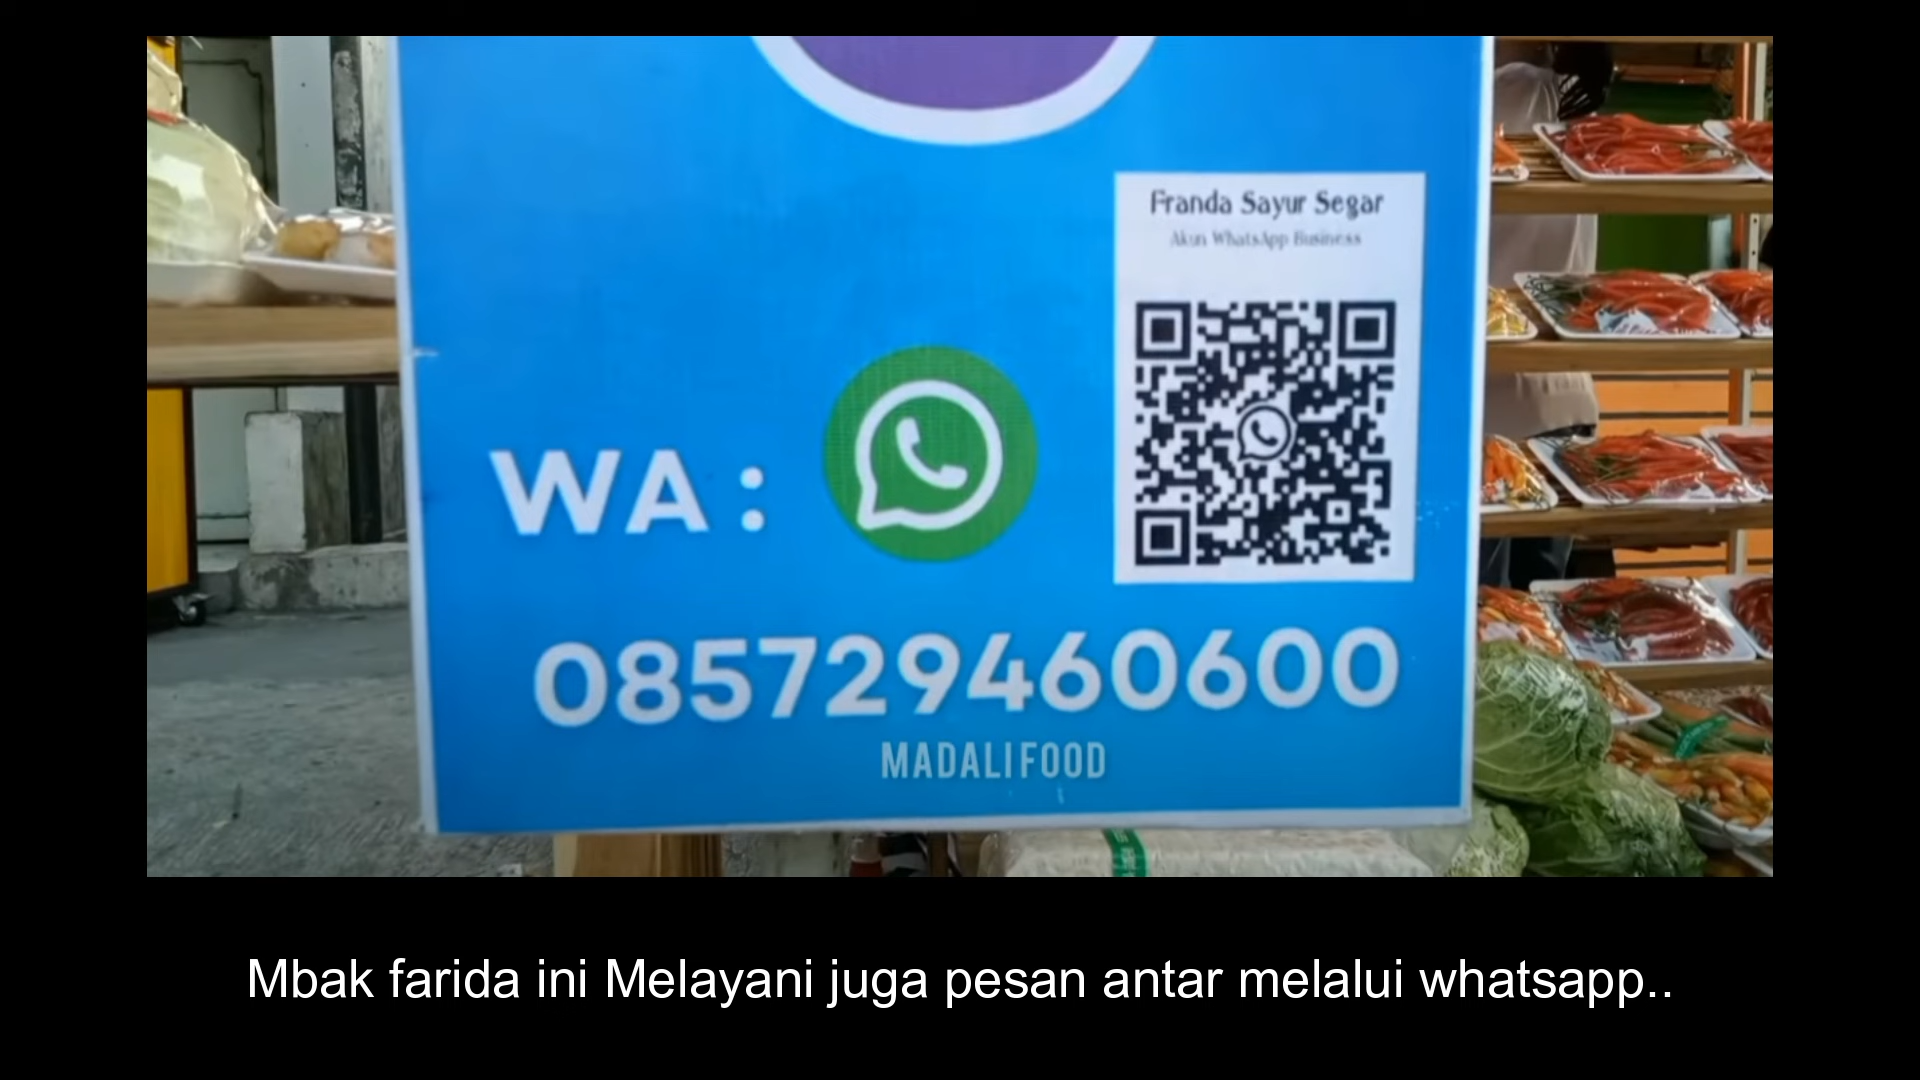 Franda Sayur Segar
Akun WhatsApp Business
WA :
085729460600
MADALIFOOD
Mbak farida ini Melayani juga pesan antar melalui whatsapp..